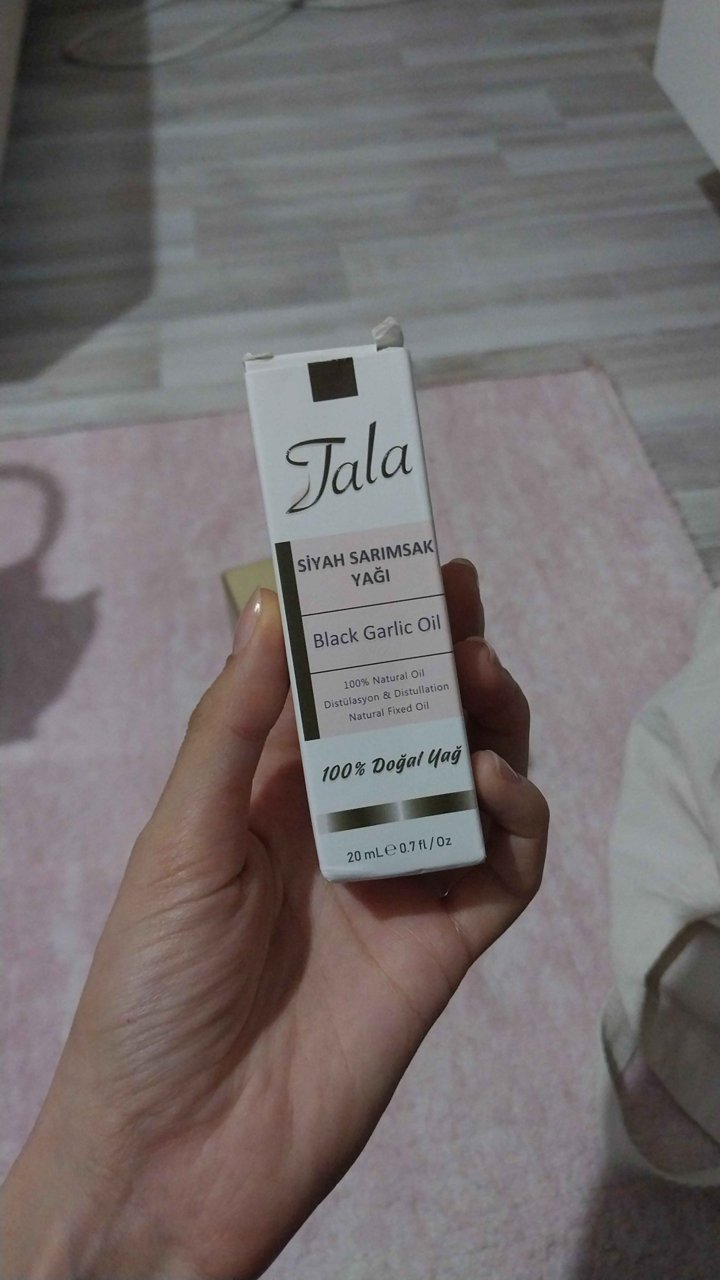 Tala
SİYAH SARIMSAK
YAĞI
Black Garlic Oil
100% Natural Oil
Distülasyon & Distullation
Natural Fixed Oil
100% Doğal Yağ
20 mL ℮ 0.7 fl / Oz